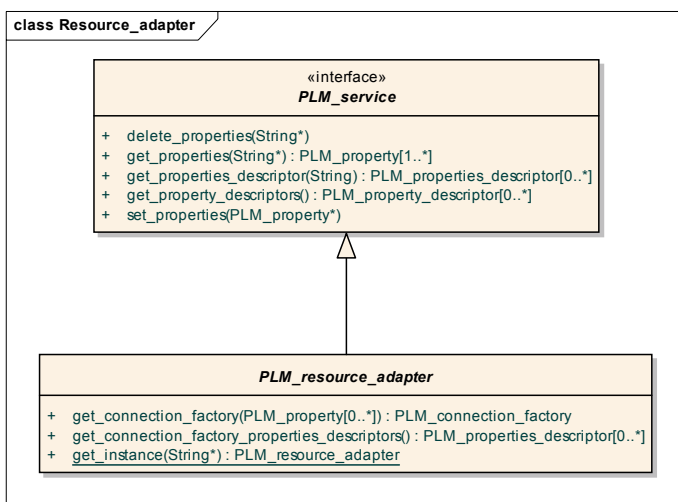 class Resource_adapter
«interface»
PLM_service
+ delete_properties(String*)
+ get_properties(String*) : PLM_property[1..*]
+ get_properties_descriptor(String) : PLM_properties_descriptor[0..*]
+ get_property_descriptors() : PLM_property_descriptor[0..*]
+ set_properties(PLM_property*)
PLM_resource_adapter
+ get_connection_factory(PLM_property[0..*]) : PLM_connection_factory
+ get_connection_factory_properties_descriptors() : PLM_properties_descriptor[0..*]
+ get_instance(String*) : PLM_resource_adapter